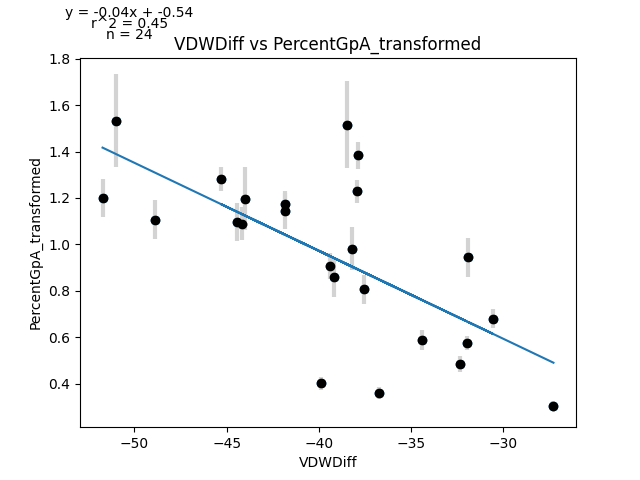 y = -0.04x + -0.54
r^2 = 0.45
n = 24
VDWDiff vs PercentGpA_transformed
1.8
1.6
1.4
1.2
1.0
0.8
0.6
0.4
PercentGpA_transformed
−50
−45
−40
−35
−30
VDWDiff